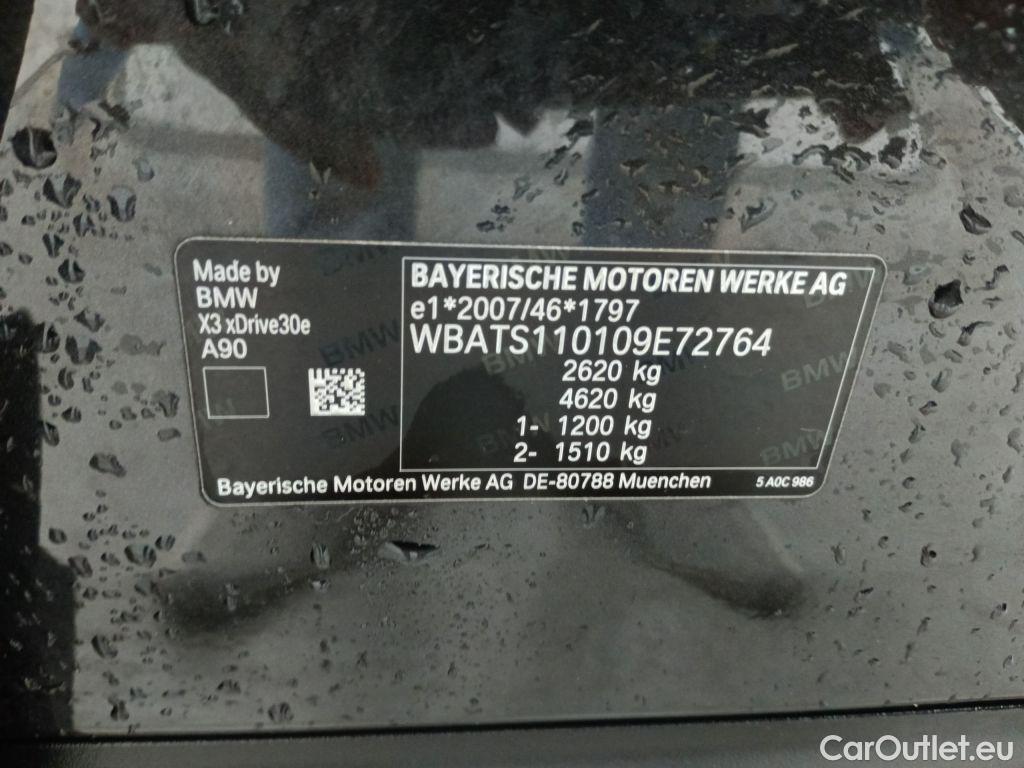 Made by
BMW
X3 xDrive30e
A90
BAYERISCHE MOTOREN WERKE AG
e1*2007/46*1797
WBATS110109E72764
2620 kg
4620 kg
1- 1200 kg
2- 1510 kg
Bayerische Motoren Werke AG DE-80788 Muenchen
5 A0C 986
CarOutlet.eu